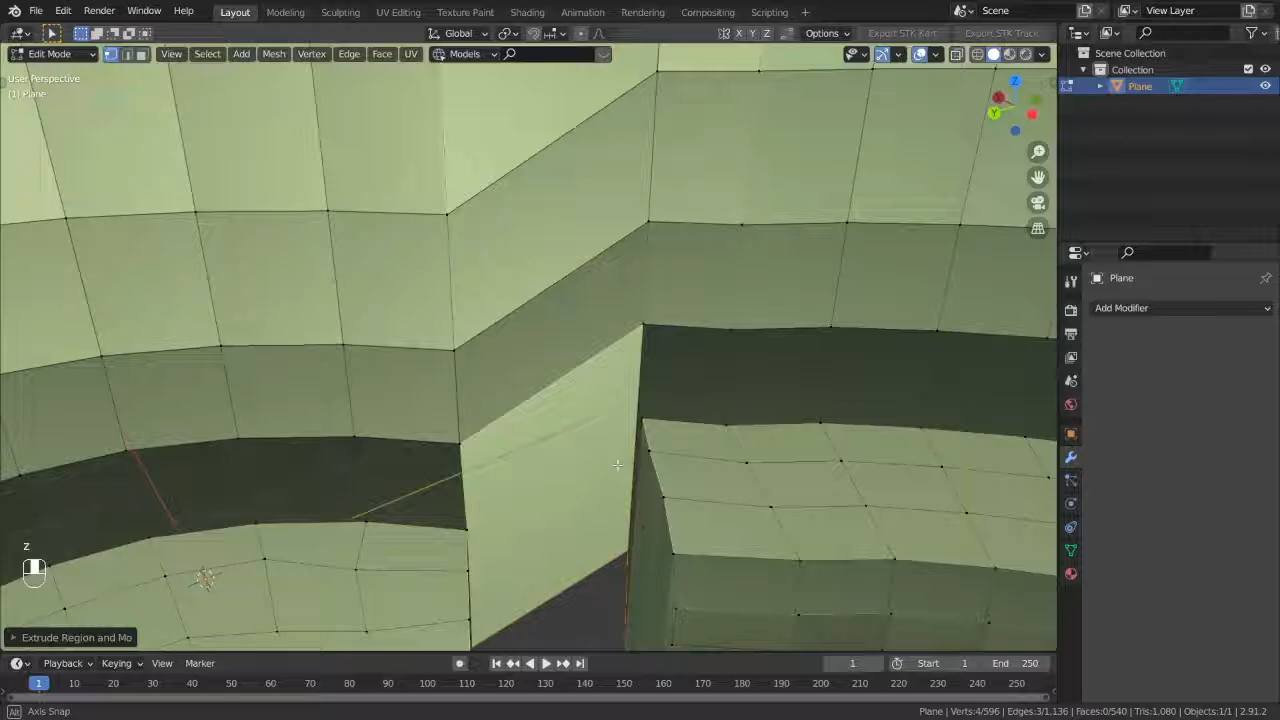 File Edit Render Window Help Layout Modeling Sculpting UV Editing Texture Paint Shading Animation Rendering Compositing Scripting + Scene View Layer
Global Options Export STK Kart Export STK Track
Edit Mode View Select Add Mesh Vertex Edge Face UV Models X Y Z
Scene Collection
Collection
Plane
User Perspective
(1) Plane
Z
X
Y
Plane
Add Modifier
z
Extrude Region and Mo
Playback Keying View Marker 1 Start 1 End 250
1 10 20 30 40 50 60 70 80 90 100 110 120 130 140 150 160 170 180 190 200 210 220 230 240 250
Alt Axis Snap Plane | Verts:4/596 | Edges:3/1,136 | Faces:0/540 | Tris:1,080 | Objects:1/1 | 2.91.2